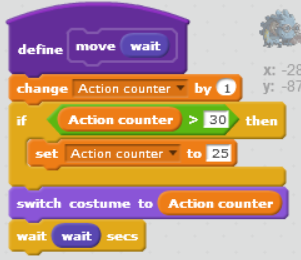 define move wait
change Action counter by 1
if Action counter > 30 then
set Action counter to 25
switch costume to Action counter
wait wait secs
x: -28
y: -87